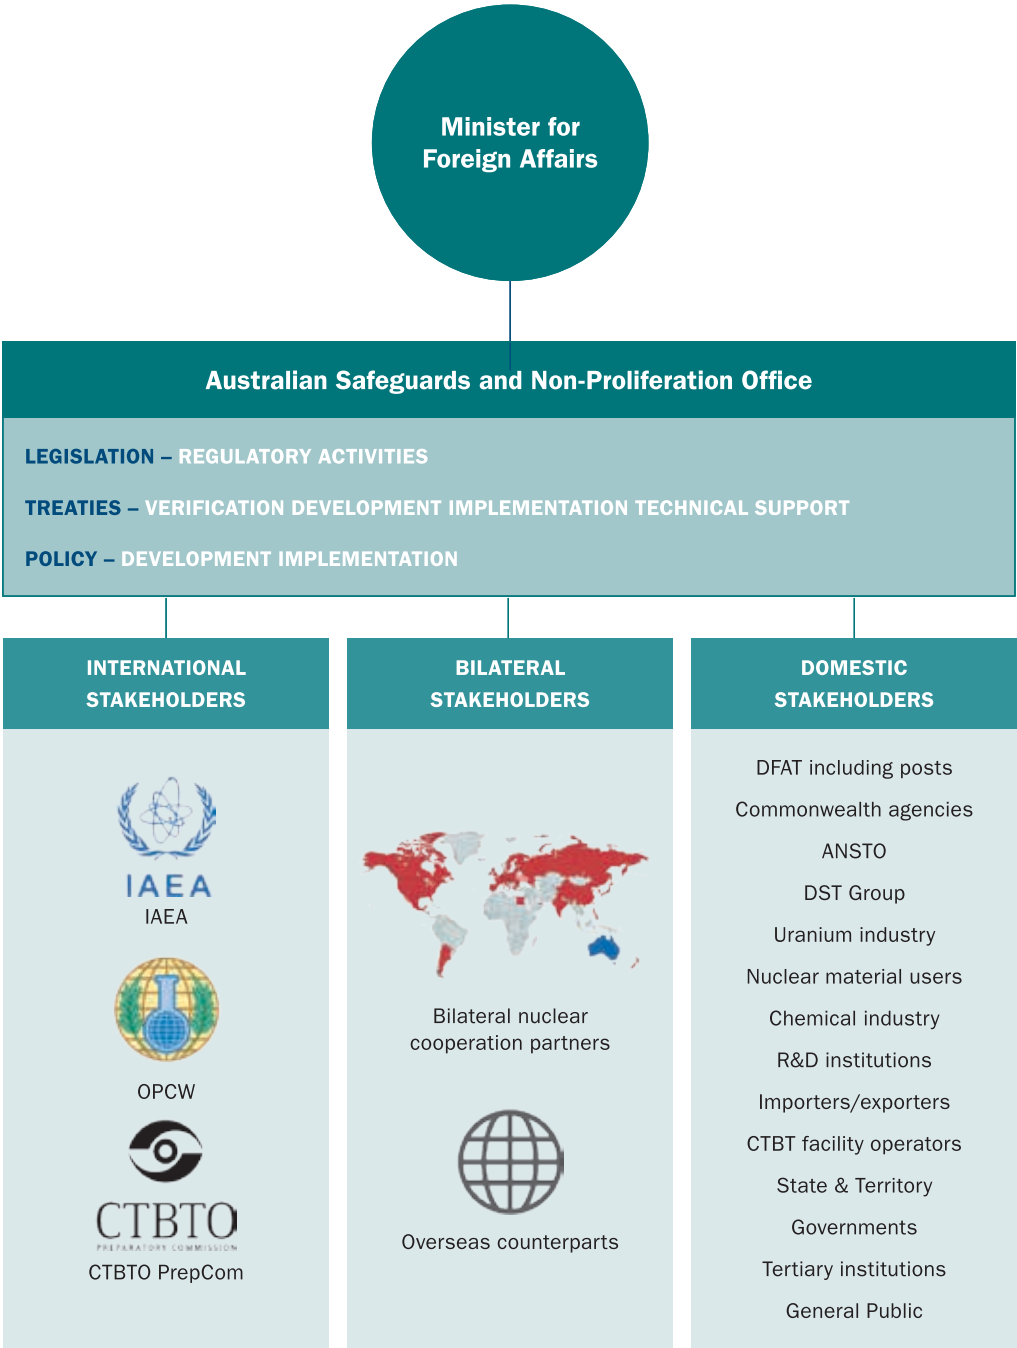 Minister for
Foreign Affairs
Australian Safeguards and Non-Proliferation Office
LEGISLATION – REGULATORY ACTIVITIES
TREATIES – VERIFICATION DEVELOPMENT IMPLEMENTATION TECHNICAL SUPPORT
POLICY – DEVELOPMENT IMPLEMENTATION
INTERNATIONAL
STAKEHOLDERS
IAEA
IAEA
OPCW
CTBTO
PREPARATORY COMMISSION
CTBTO PrepCom
BILATERAL
STAKEHOLDERS
Bilateral nuclear
cooperation partners
Overseas counterparts
DOMESTIC
STAKEHOLDERS
DFAT including posts
Commonwealth agencies
ANSTO
DST Group
Uranium industry
Nuclear material users
Chemical industry
R&D institutions
Importers/exporters
CTBT facility operators
State & Territory
Governments
Tertiary institutions
General Public